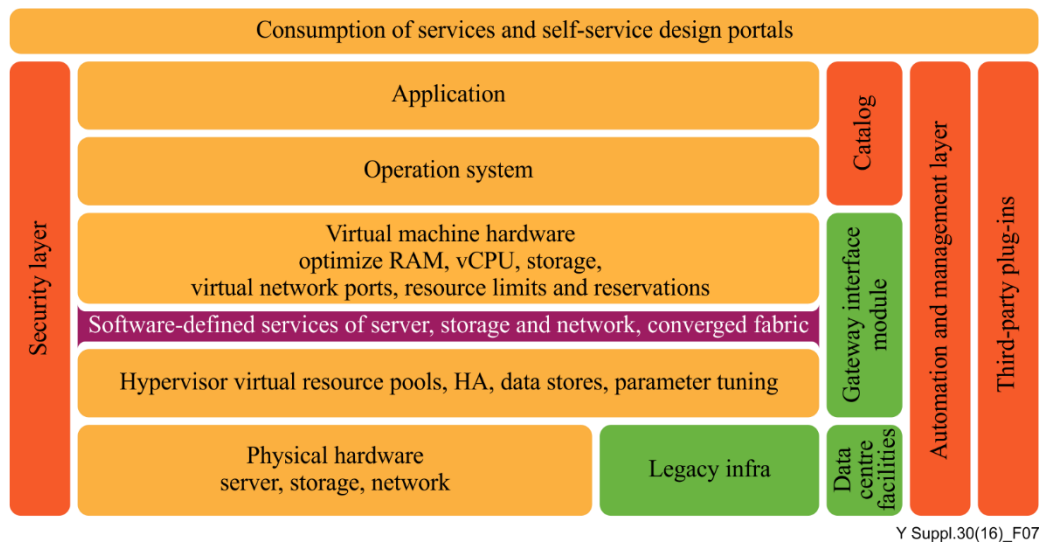 Consumption of services and self-service design portals
Security layer
Application
Operation system
Virtual machine hardware
optimize RAM, vCPU, storage,
virtual network ports, resource limits and reservations
Software-defined services of server, storage and network, converged fabric
Hypervisor virtual resource pools, HA, data stores, parameter tuning
Physical hardware
server, storage, network
Legacy infra
Catalog
Gateway interface
module
Data
centre
facilities
Automation and management layer
Third-party plug-ins
Y Suppl.30(16)_F07